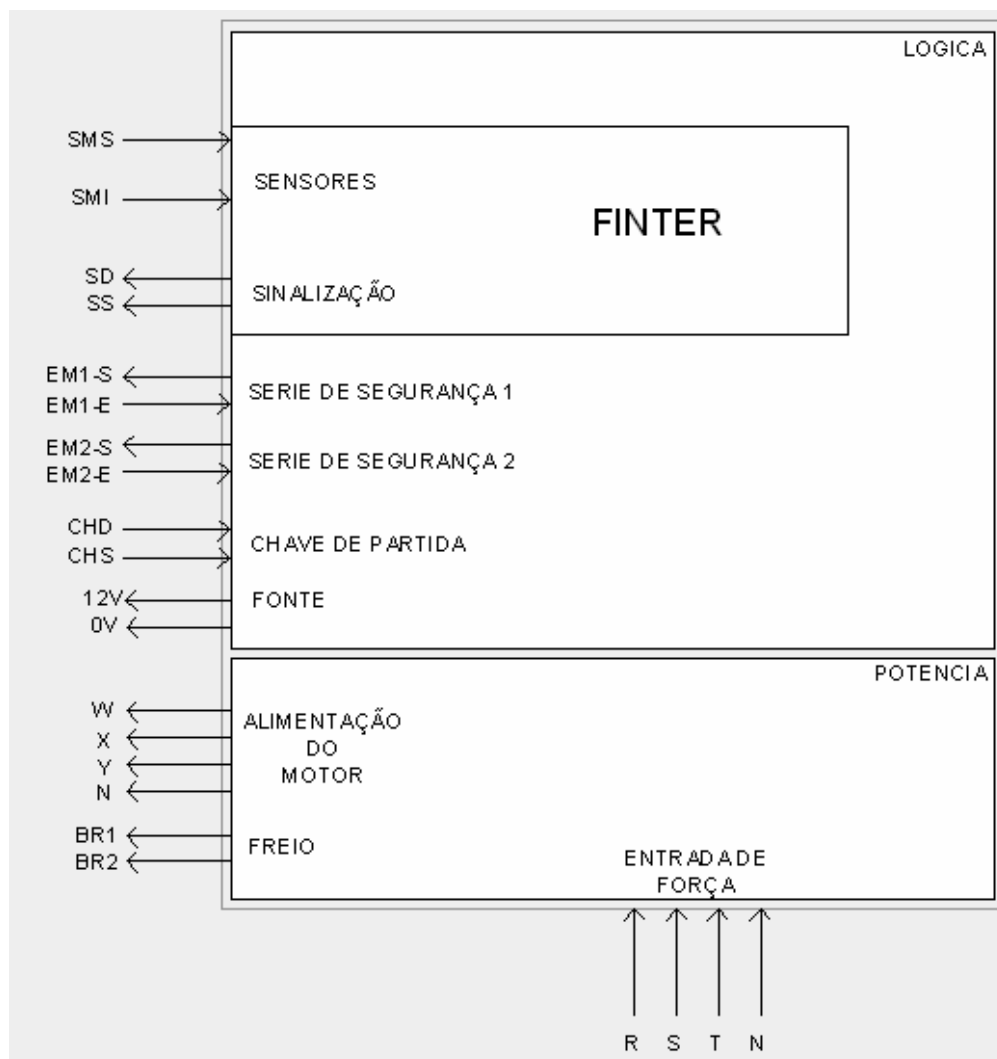 LOGICA
SMS
SENSORES
SMI
FINTER
SD
SS
SINALIZAÇÃO
EM1-S
EM1-E
SERIE DE SEGURANÇA 1
EM2-S
EM2-E
SERIE DE SEGURANÇA 2
CHD
CHS
CHAVE DE PARTIDA
12V
FONTE
0V
POTENCIA
W
X
Y
N
ALIMENTAÇÃO
DO
MOTOR
BR1
BR2
FREIO
ENTRADA DE
FORÇA
R S T N